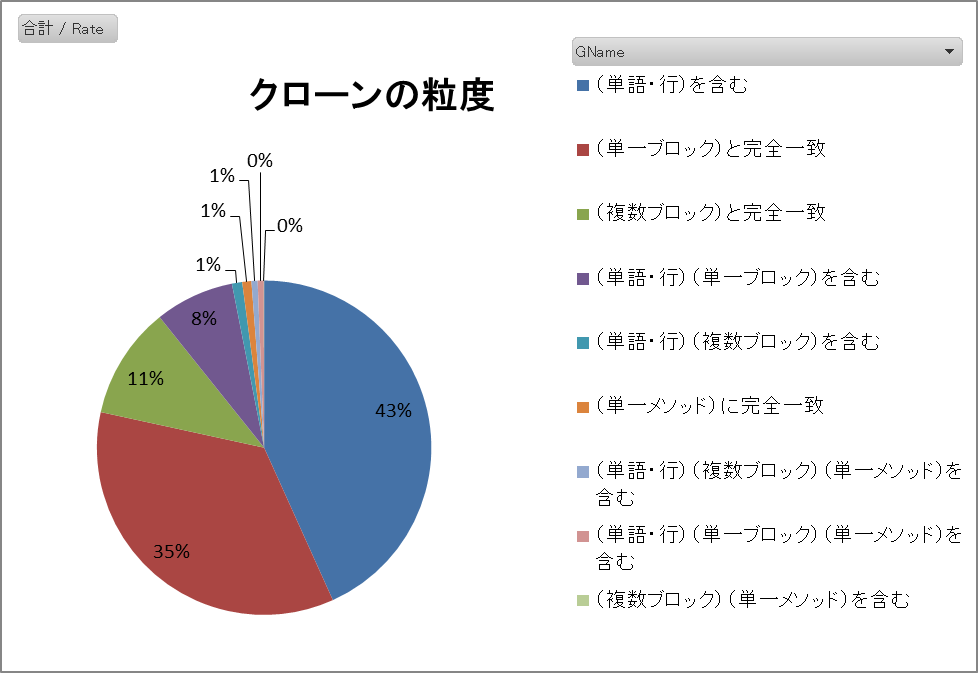 合計 / Rate
GName
クローンの粒度
（単語・行）を含む
（単一ブロック）と完全一致
（複数ブロック）と完全一致
（単語・行）（単一ブロック）を含む
（単語・行）（複数ブロック）を含む
（単一メソッド）に完全一致
（単語・行）（複数ブロック）（単一メソッド）を
含む
（単語・行）（単一ブロック）（単一メソッド）を
含む
（複数ブロック）（単一メソッド）を含む
0%
1%
1%
0%
1%
8%
11%
43%
35%